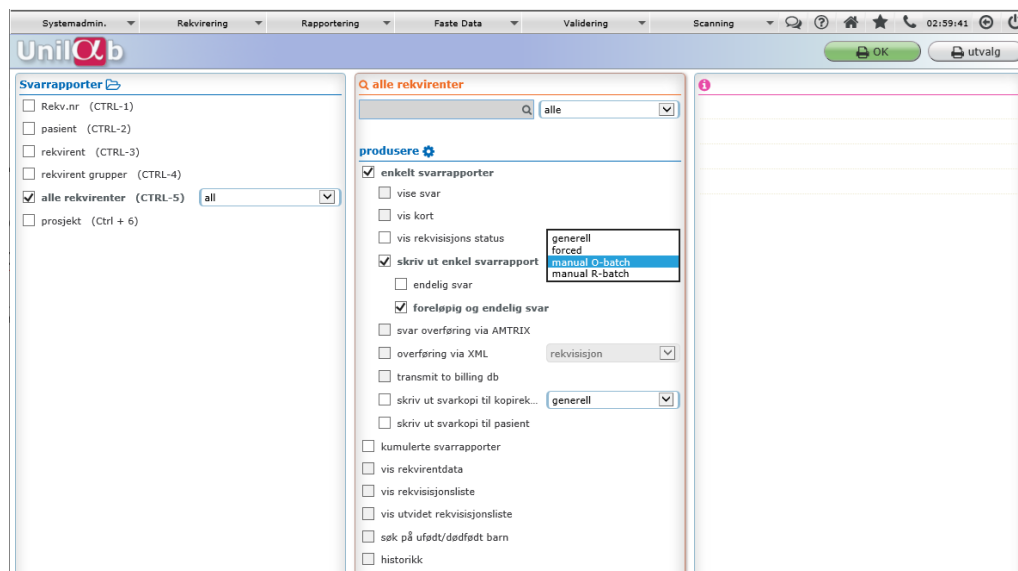 Systemadmin. Rekvirering Rapportering Faste Data Validering Scanning 02:59:41
Unilαb
OK utvalg
Svarrapporter
Rekv.nr (CTRL-1)
pasient (CTRL-2)
rekvirent (CTRL-3)
rekvirent grupper (CTRL-4)
alle rekvirenter (CTRL-5) all
prosjekt (Ctrl + 6)
alle rekvirenter
alle
produsere
enkelt svarrapporter
vise svar
vis kort
vis rekvisisjons status
generell
forced
skriv ut enkel svarrapport
manual O-batch
manual R-batch
endelig svar
foreløpig og endelig svar
svar overføring via AMTRIX
overføring via XML rekvisisjon
transmit to billing db
skriv ut svarkopi til kopirek... generell
skriv ut svarkopi til pasient
kumulerte svarrapporter
vis rekvirentdata
vis rekvisisjonsliste
vis utvidet rekvisisjonsliste
søk på ufødt/dødfødt barn
historikk